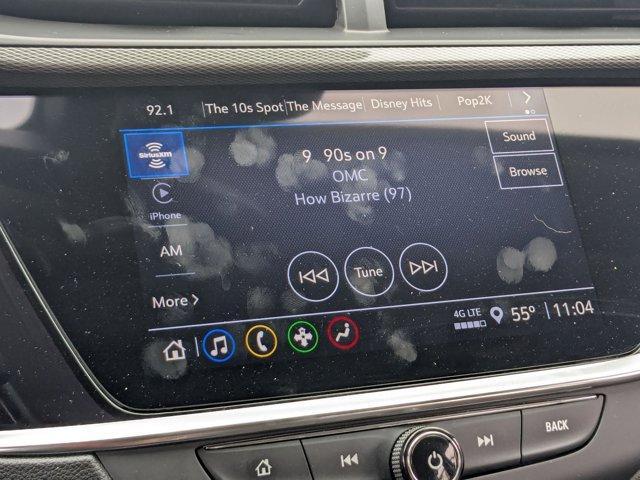 92.1 The 10s Spot The Message Disney Hits Pop2K
SiriusXM
9 90s on 9
Sound
OMC
Browse
iPhone
How Bizarre (97)
AM
Tune
More
4G LTE
55° 11:04
BACK